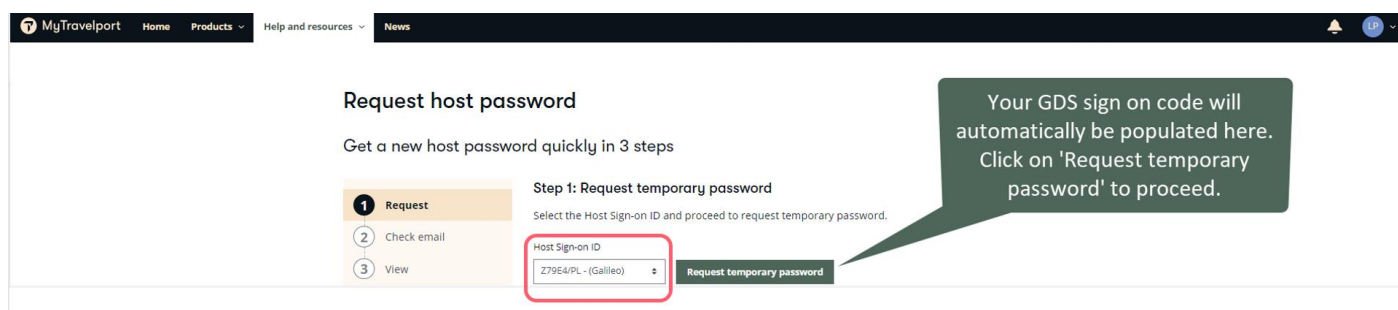 MyTravelport Home Products Help and resources News LP
Request host password
Get a new host password quickly in 3 steps
1 Request
2 Check email
3 View
Step 1: Request temporary password
Select the Host Sign-on ID and proceed to request temporary password.
Host Sign-on ID
Z79E4/PL - (Galileo)
Request temporary password
Your GDS sign on code will
automatically be populated here.
Click on 'Request temporary
password' to proceed.